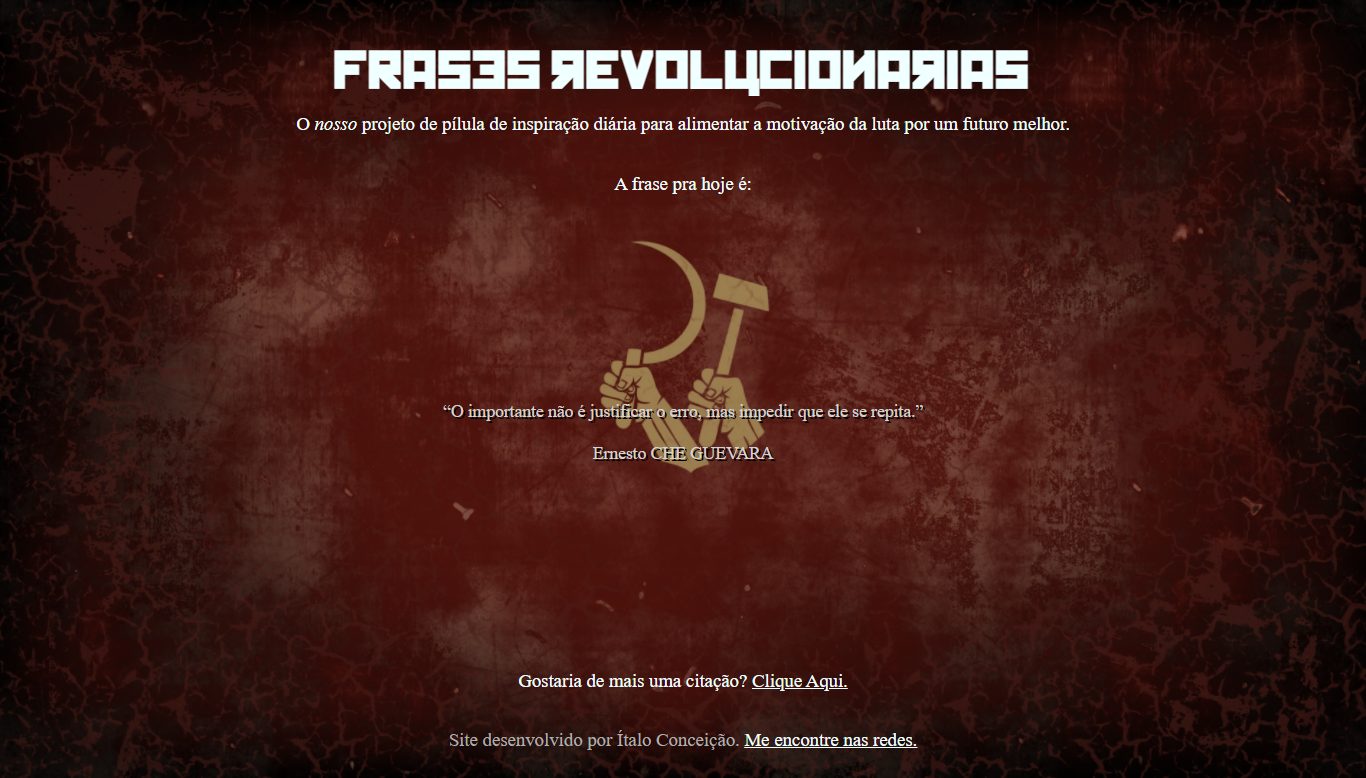 FRASES REVOLUCIONARIAS
O nosso projeto de pílula de inspiração diária para alimentar a motivação da luta por um futuro melhor.
A frase pra hoje é:
“O importante não é justificar o erro, mas impedir que ele se repita.”
Ernesto CHE GUEVARA
Gostaria de mais uma citação? Clique Aqui.
Site desenvolvido por Ítalo Conceição. Me encontre nas redes.